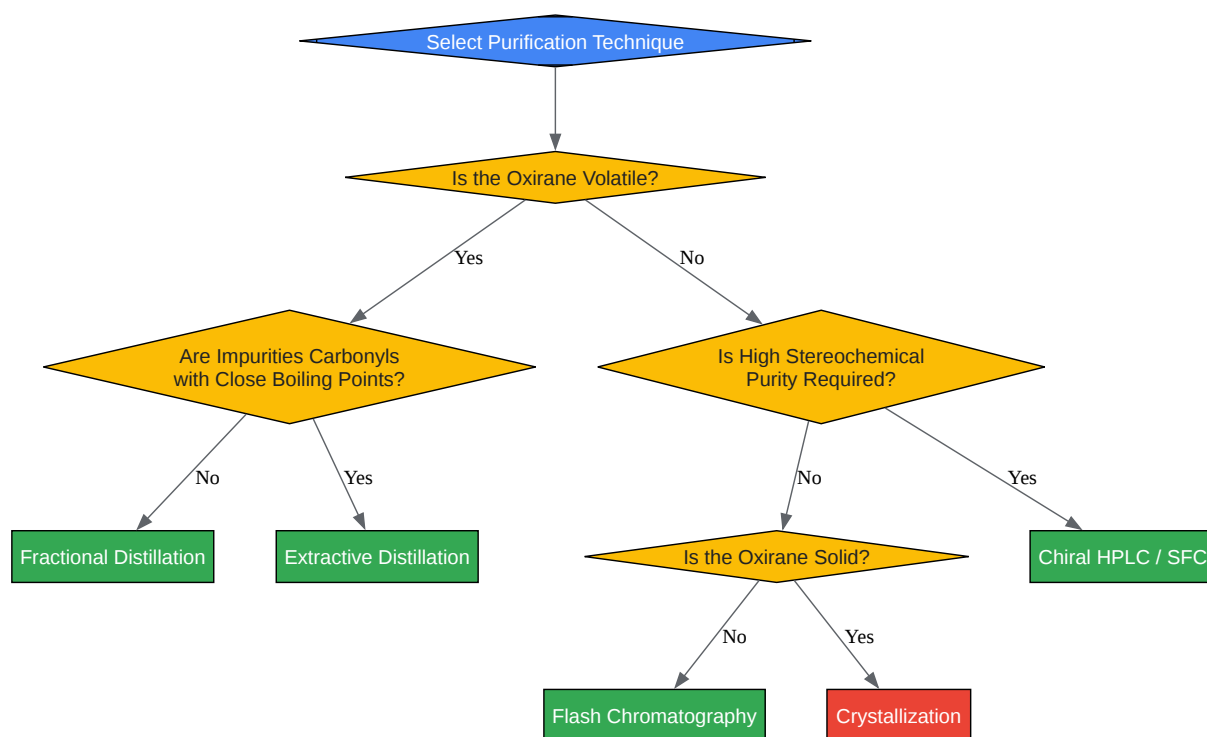 Select Purification Technique
Is the Oxirane Volatile?
Yes
No
Are Impurities Carbonyls
with Close Boiling Points?
Is High Stereochemical
Purity Required?
No
Yes
No
Yes
Fractional Distillation
Extractive Distillation
Is the Oxirane Solid?
Chiral HPLC / SFC
No
Yes
Flash Chromatography
Crystallization